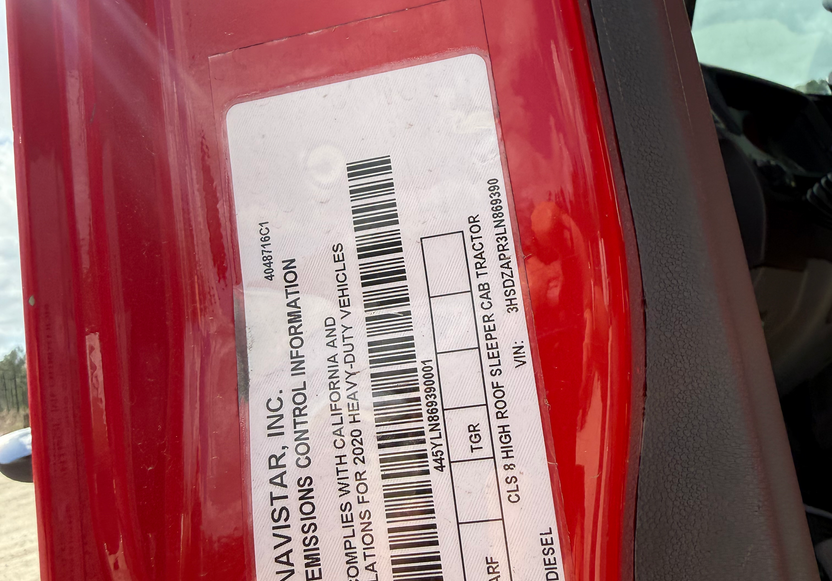 4048716C1
NAVISTAR, INC.
EMISSIONS CONTROL INFORMATION
COMPLIES WITH CALIFORNIA AND
LATIONS FOR 2020 HEAVY-DUTY VEHICLES
445YLN869390001
ARF TGR
CLS 8 HIGH ROOF SLEEPER CAB TRACTOR
DIESEL VIN: 3HSDZAPR3LN869390